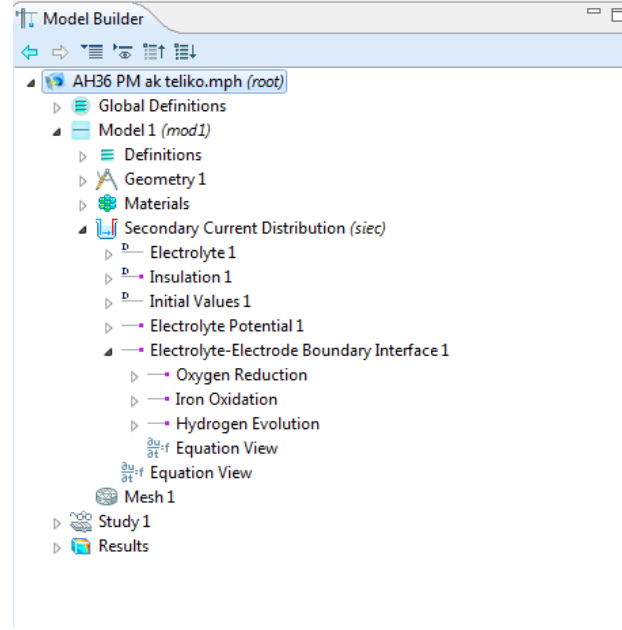 Model Builder
AH36 PM ak teliko.mph (root)
Global Definitions
Model 1 (mod1)
Definitions
Geometry 1
Materials
Secondary Current Distribution (siec)
D Electrolyte 1
D Insulation 1
D Initial Values 1
Electrolyte Potential 1
Electrolyte-Electrode Boundary Interface 1
Oxygen Reduction
Iron Oxidation
Hydrogen Evolution
∂u/∂t=f Equation View
∂u/∂t=f Equation View
Mesh 1
Study 1
Results